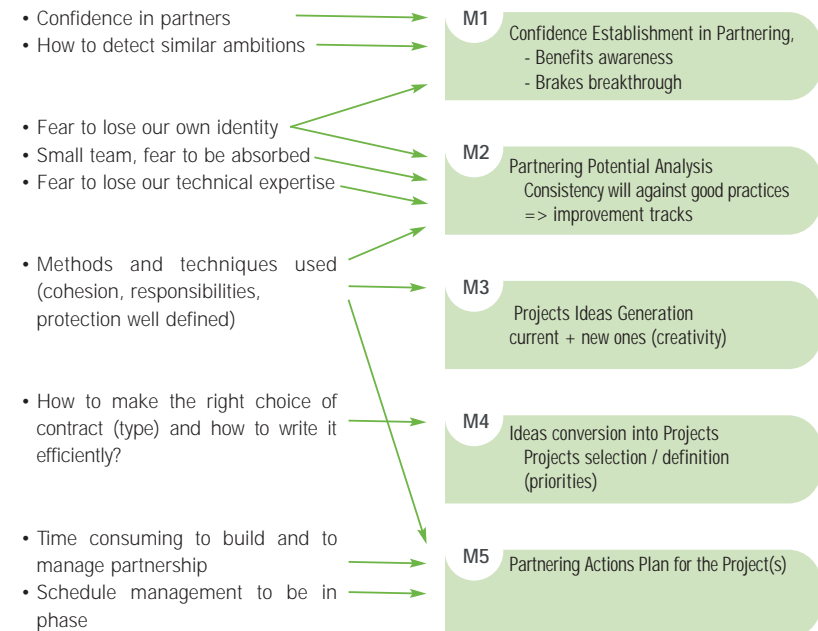 • Confidence in partners
• How to detect similar ambitions
• Fear to lose our own identity
• Small team, fear to be absorbed
• Fear to lose our technical expertise
• Methods and techniques used
(cohesion, responsibilities,
protection well defined)
• How to make the right choice of
contract (type) and how to write it
efficiently?
• Time consuming to build and to
manage partnership
• Schedule management to be in
phase
M1
Confidence Establishment in Partnering,
- Benefits awareness
- Brakes breakthrough
M2
Partnering Potential Analysis
Consistency will against good practices
=> improvement tracks
M3
Projects Ideas Generation
current + new ones (creativity)
M4
Ideas conversion into Projects
Projects selection / definition
(priorities)
M5
Partnering Actions Plan for the Project(s)